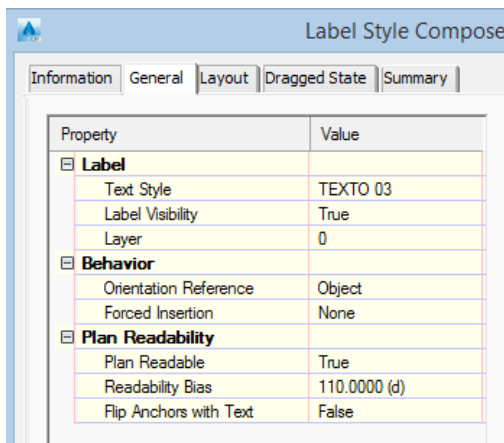 Label Style Compose
Information General Layout Dragged State Summary
Property Value
Label
Text Style TEXTO 03
Label Visibility True
Layer 0
Behavior
Orientation Reference Object
Forced Insertion None
Plan Readability
Plan Readable True
Readability Bias 110.0000 (d)
Flip Anchors with Text False